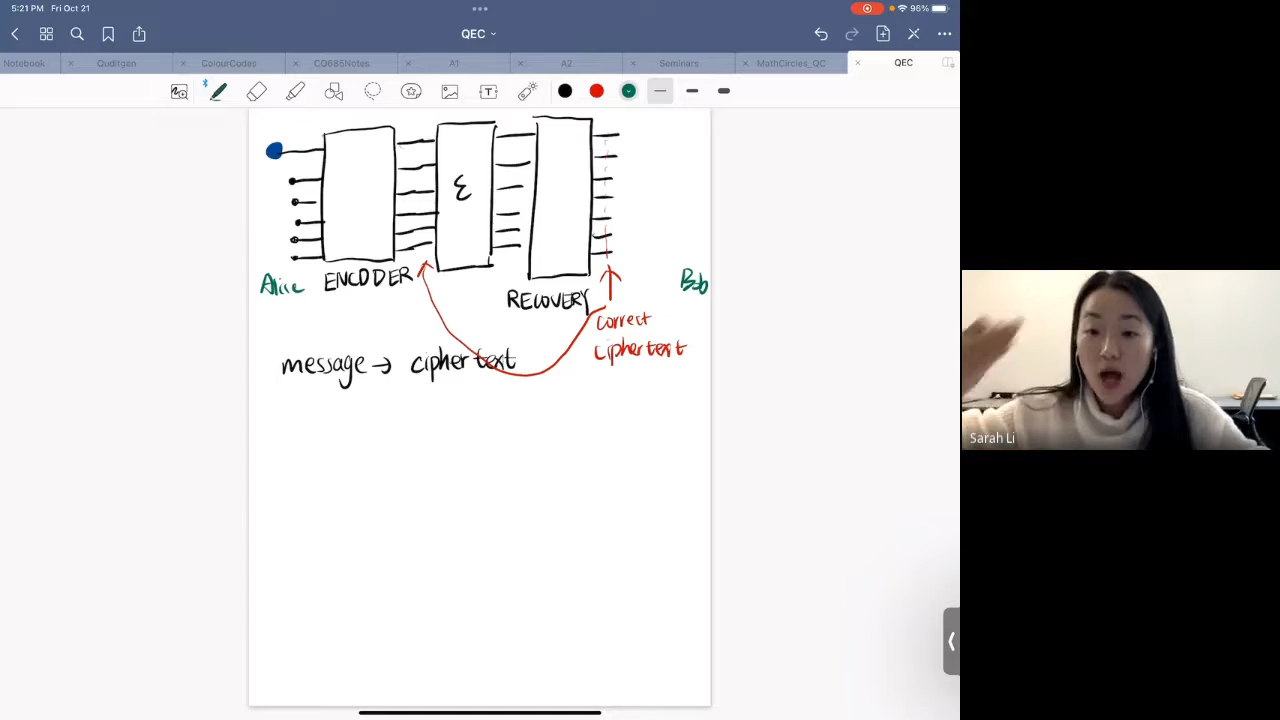 5:21 PM Fri Oct 21
96%
QEC
Notebook
Quditgen
ColourCodes
CO685Notes
A1
A2
Seminars
MathCircles_QC
QEC
T
ε
Alice
ENCODER
Bob
RECOVERY
correct
ciphertext
message → ciphertext
Sarah Li